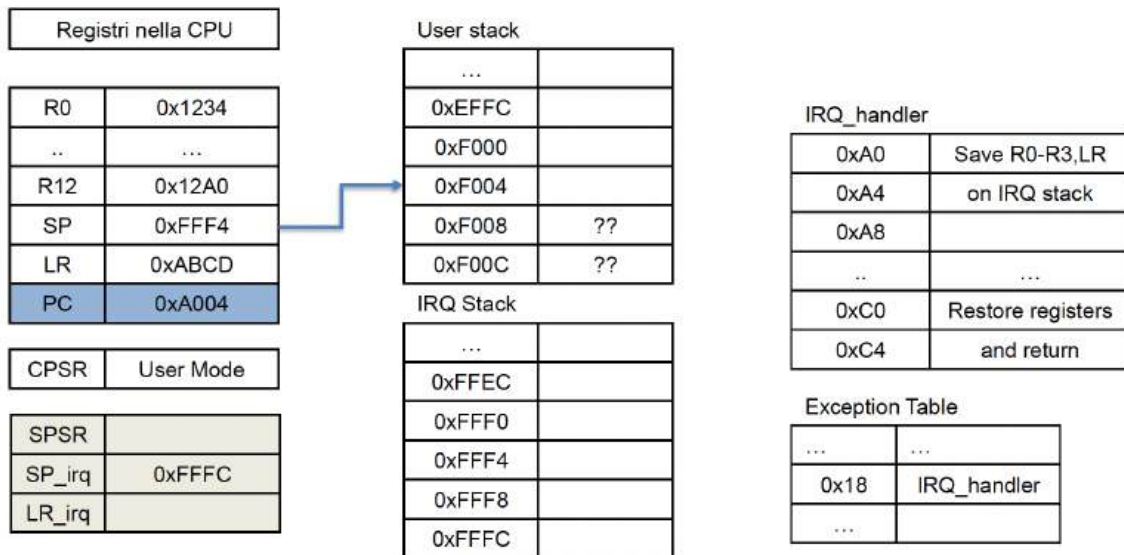 Registri nella CPU
R0 0x1234
.. ...
R12 0x12A0
SP 0xFFF4
LR 0xABCD
PC 0xA004
CPSR User Mode
SPSR
SP_irq 0xFFFC
LR_irq
User stack
...
0xEFFC
0xF000
0xF004
0xF008 ??
0xF00C ??
IRQ Stack
...
0xFFEC
0xFFF0
0xFFF4
0xFFF8
0xFFFC
IRQ_handler
0xA0 Save R0-R3,LR
0xA4 on IRQ stack
0xA8
.. ...
0xC0 Restore registers
0xC4 and return
Exception Table
... ...
0x18 IRQ_handler
...